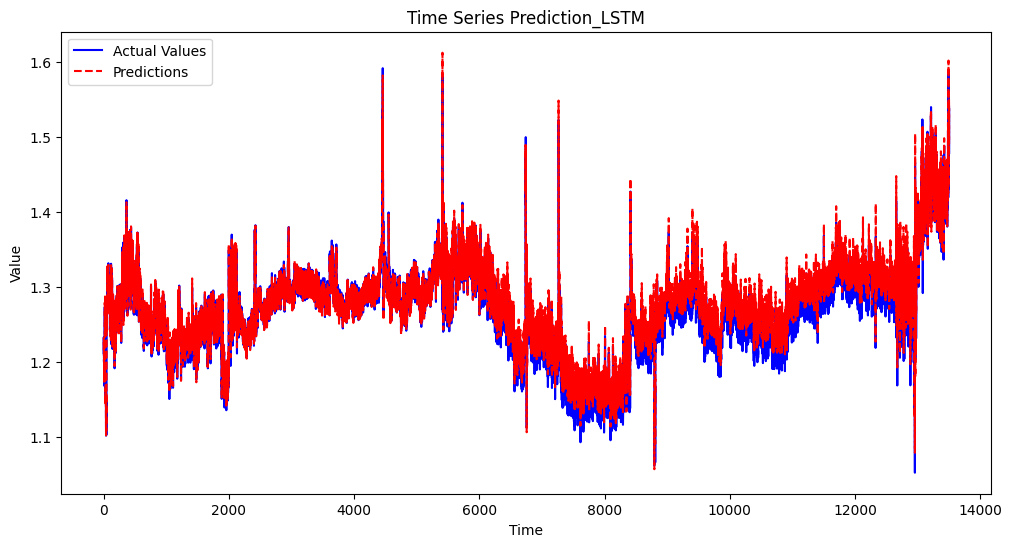 Time Series Prediction_LSTM
Actual Values
Predictions
Value
1.6
1.5
1.4
1.3
1.2
1.1
0 2000 4000 6000 8000 10000 12000 14000
Time